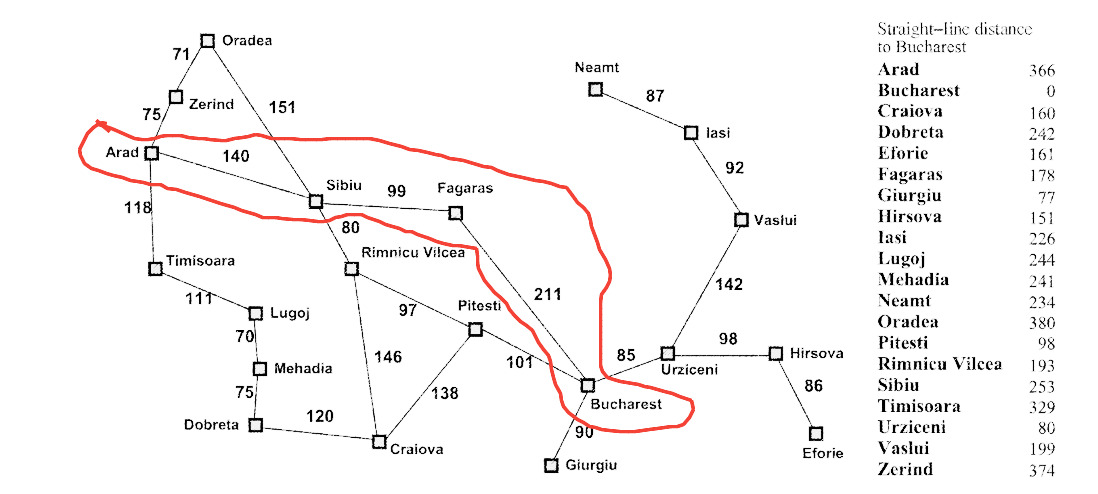 Oradea
71
Neamt
87
Zerind
151
75
Iasi
Arad
140
92
Sibiu
99
Fagaras
118
80
Vaslui
Rimnicu Vilcea
Timisoara
142
111
211
Lugoj
97
Pitesti
70
146
98
101
85
Hirsova
Mehadia
Urziceni
75
138
86
Bucharest
120
Dobreta
90
Craiova
Eforie
Giurgiu
Straight–line distance
to Bucharest
Arad 366
Bucharest 0
Craiova 160
Dobreta 242
Eforie 161
Fagaras 178
Giurgiu 77
Hirsova 151
Iasi 226
Lugoj 244
Mehadia 241
Neamt 234
Oradea 380
Pitesti 98
Rimnicu Vilcea 193
Sibiu 253
Timisoara 329
Urziceni 80
Vaslui 199
Zerind 374